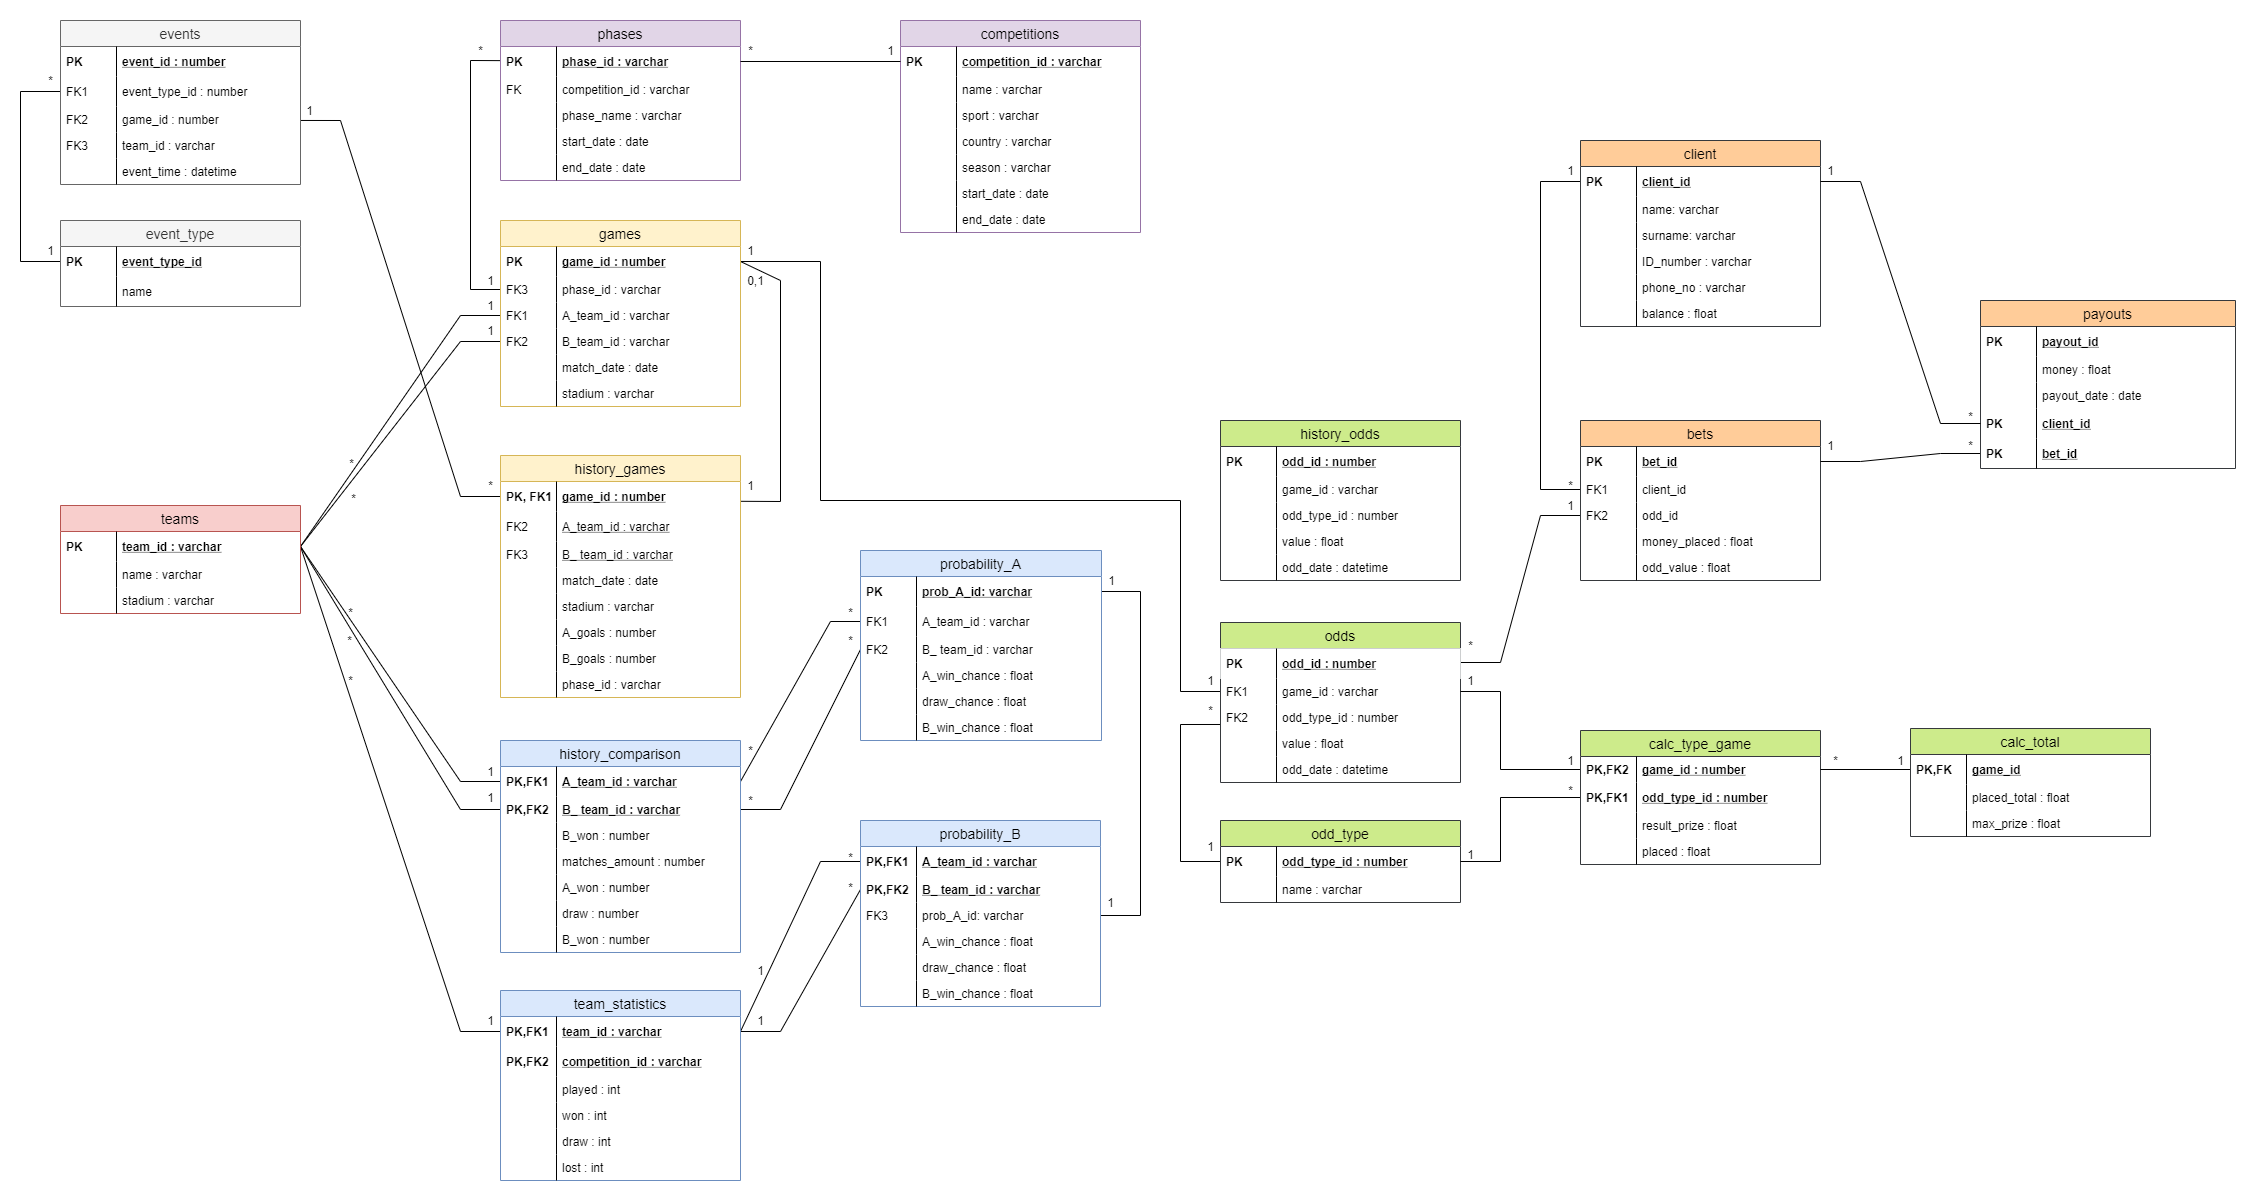 events
PK event_id : number
* FK1 event_type_id : number
FK2 game_id : number 1
FK3 team_id : varchar
event_time : datetime
event_type
1 PK event_type_id
name
teams
PK team_id : varchar
name : varchar
stadium : varchar
*
*
*
*
*
phases
* PK phase_id : varchar *
FK competition_id : varchar
phase_name : varchar
start_date : date
end_date : date
competitions
1 PK competition_id : varchar
name : varchar
sport : varchar
country : varchar
season : varchar
start_date : date
end_date : date
games
PK game_id : number 1
0,1
1 FK3 phase_id : varchar
1 FK1 A_team_id : varchar
1 FK2 B_team_id : varchar
match_date : date
stadium : varchar
history_games
* PK, FK1 game_id : number 1
FK2 A_team_id : varchar
FK3 B_ team_id : varchar
match_date : date
stadium : varchar
A_goals : number
B_goals : number
phase_id : varchar
history_comparison
1 PK,FK1 A_team_id : varchar *
1 PK,FK2 B_ team_id : varchar *
B_won : number
matches_amount : number
A_won : number
draw : number
B_won : number
team_statistics
1 PK,FK1 team_id : varchar 1
1
PK,FK2 competition_id : varchar
played : int
won : int
draw : int
lost : int
probability_A
PK prob_A_id: varchar 1
* FK1 A_team_id : varchar
* FK2 B_ team_id : varchar
A_win_chance : float
draw_chance : float
B_win_chance : float
probability_B
* PK,FK1 A_team_id : varchar
* PK,FK2 B_ team_id : varchar
FK3 prob_A_id: varchar 1
A_win_chance : float
draw_chance : float
B_win_chance : float
history_odds
PK odd_id : number
game_id : varchar
odd_type_id : number
value : float
odd_date : datetime
odds
PK odd_id : number *
1 FK1 game_id : varchar 1
* FK2 odd_type_id : number
value : float
odd_date : datetime
odd_type
1 PK odd_type_id : number 1
name : varchar
client
1 PK client_id 1
name: varchar
surname: varchar
ID_number : varchar
phone_no : varchar
balance : float
bets
PK bet_id 1
* FK1 client_id
1 FK2 odd_id
money_placed : float
odd_value : float
payouts
PK payout_id
money : float
payout_date : date
* PK client_id
* PK bet_id
calc_type_game
1 PK,FK2 game_id : number *
* PK,FK1 odd_type_id : number
result_prize : float
placed : float
calc_total
1 PK,FK game_id
placed_total : float
max_prize : float